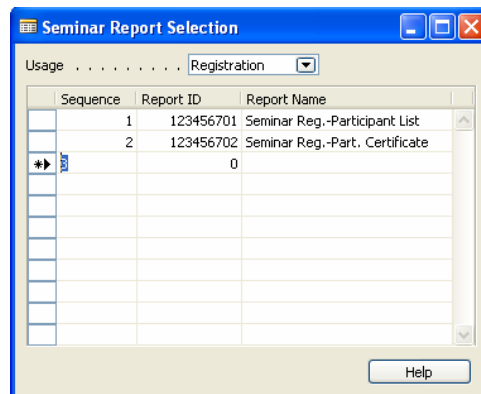 Seminar Report Selection
Usage . . . . . . . . . Registration
Sequence Report ID Report Name
1 123456701 Seminar Reg.-Participant List
2 123456702 Seminar Reg.-Part. Certificate
3 0
Help